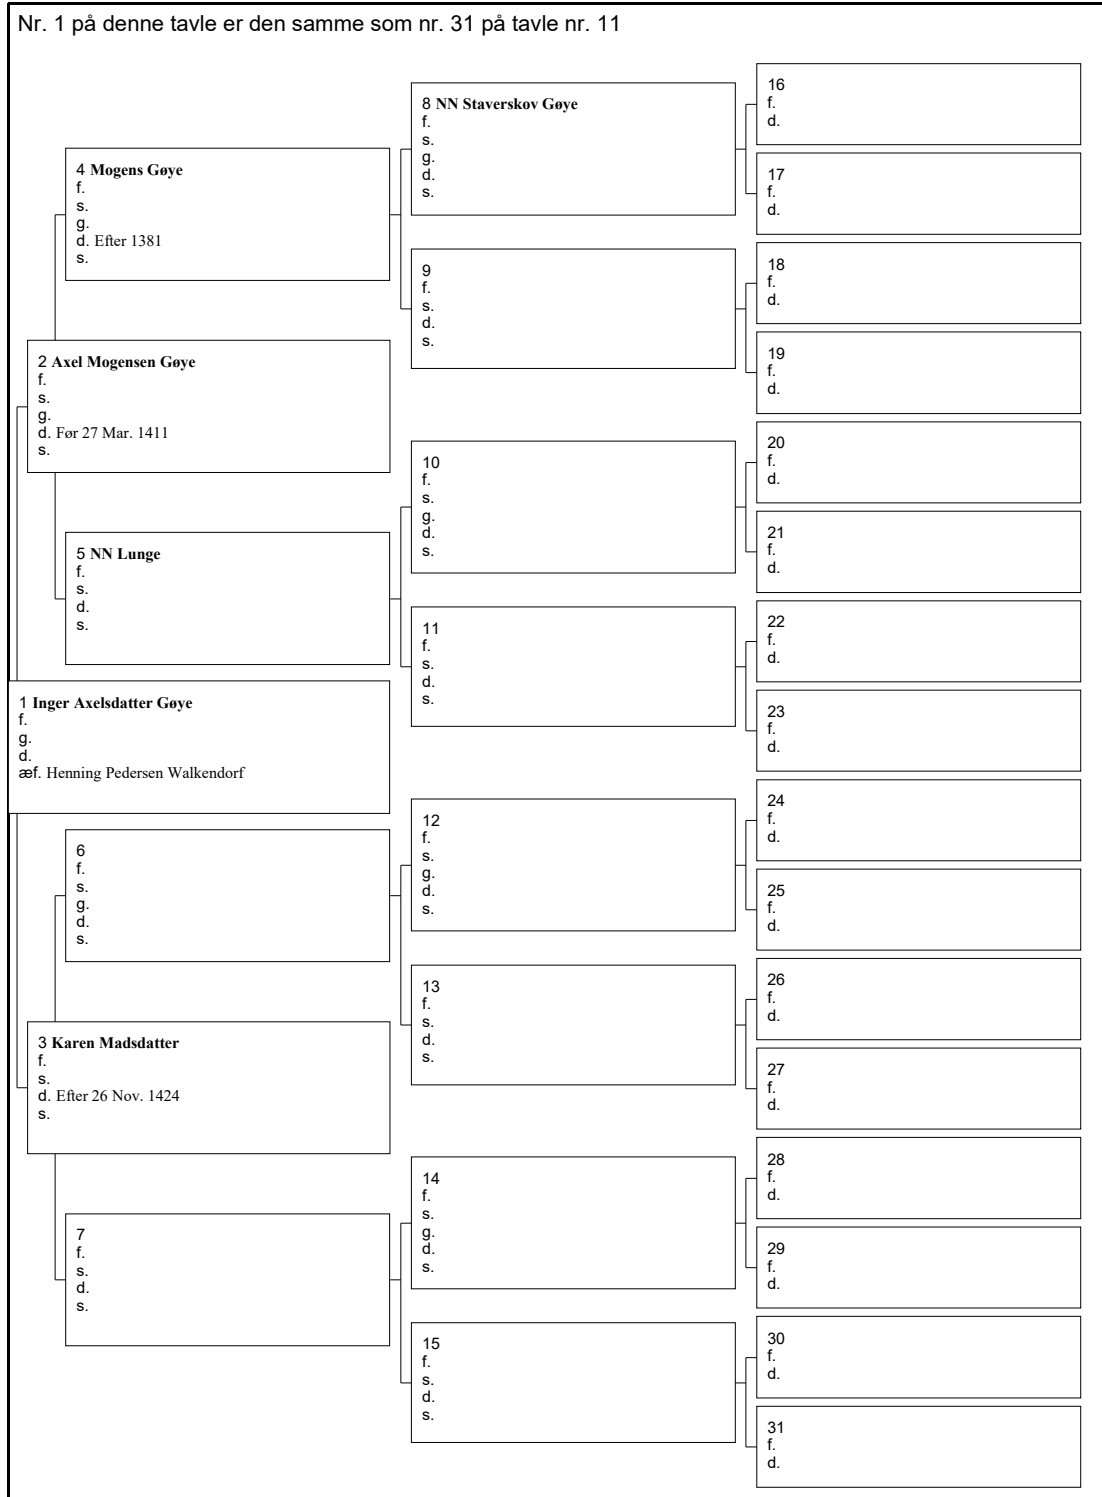 Nr. 1 på denne tavle er den samme som nr. 31 på tavle nr. 11
1 Inger Axelsdatter Gøye
f.
g.
d.
æf. Henning Pedersen Walkendorf
2 Axel Mogensen Gøye
f.
s.
g.
d. Før 27 Mar. 1411
s.
3 Karen Madsdatter
f.
s.
d. Efter 26 Nov. 1424
s.
4 Mogens Gøye
f.
s.
g.
d. Efter 1381
s.
5 NN Lunge
f.
s.
d.
s.
6
f.
s.
g.
d.
s.
7
f.
s.
d.
s.
8 NN Staverskov Gøye
f.
s.
g.
d.
s.
9
f.
s.
d.
s.
10
f.
s.
g.
d.
s.
11
f.
s.
d.
s.
12
f.
s.
g.
d.
s.
13
f.
s.
d.
s.
14
f.
s.
g.
d.
s.
15
f.
s.
d.
s.
16
f.
d.
17
f.
d.
18
f.
d.
19
f.
d.
20
f.
d.
21
f.
d.
22
f.
d.
23
f.
d.
24
f.
d.
25
f.
d.
26
f.
d.
27
f.
d.
28
f.
d.
29
f.
d.
30
f.
d.
31
f.
d.